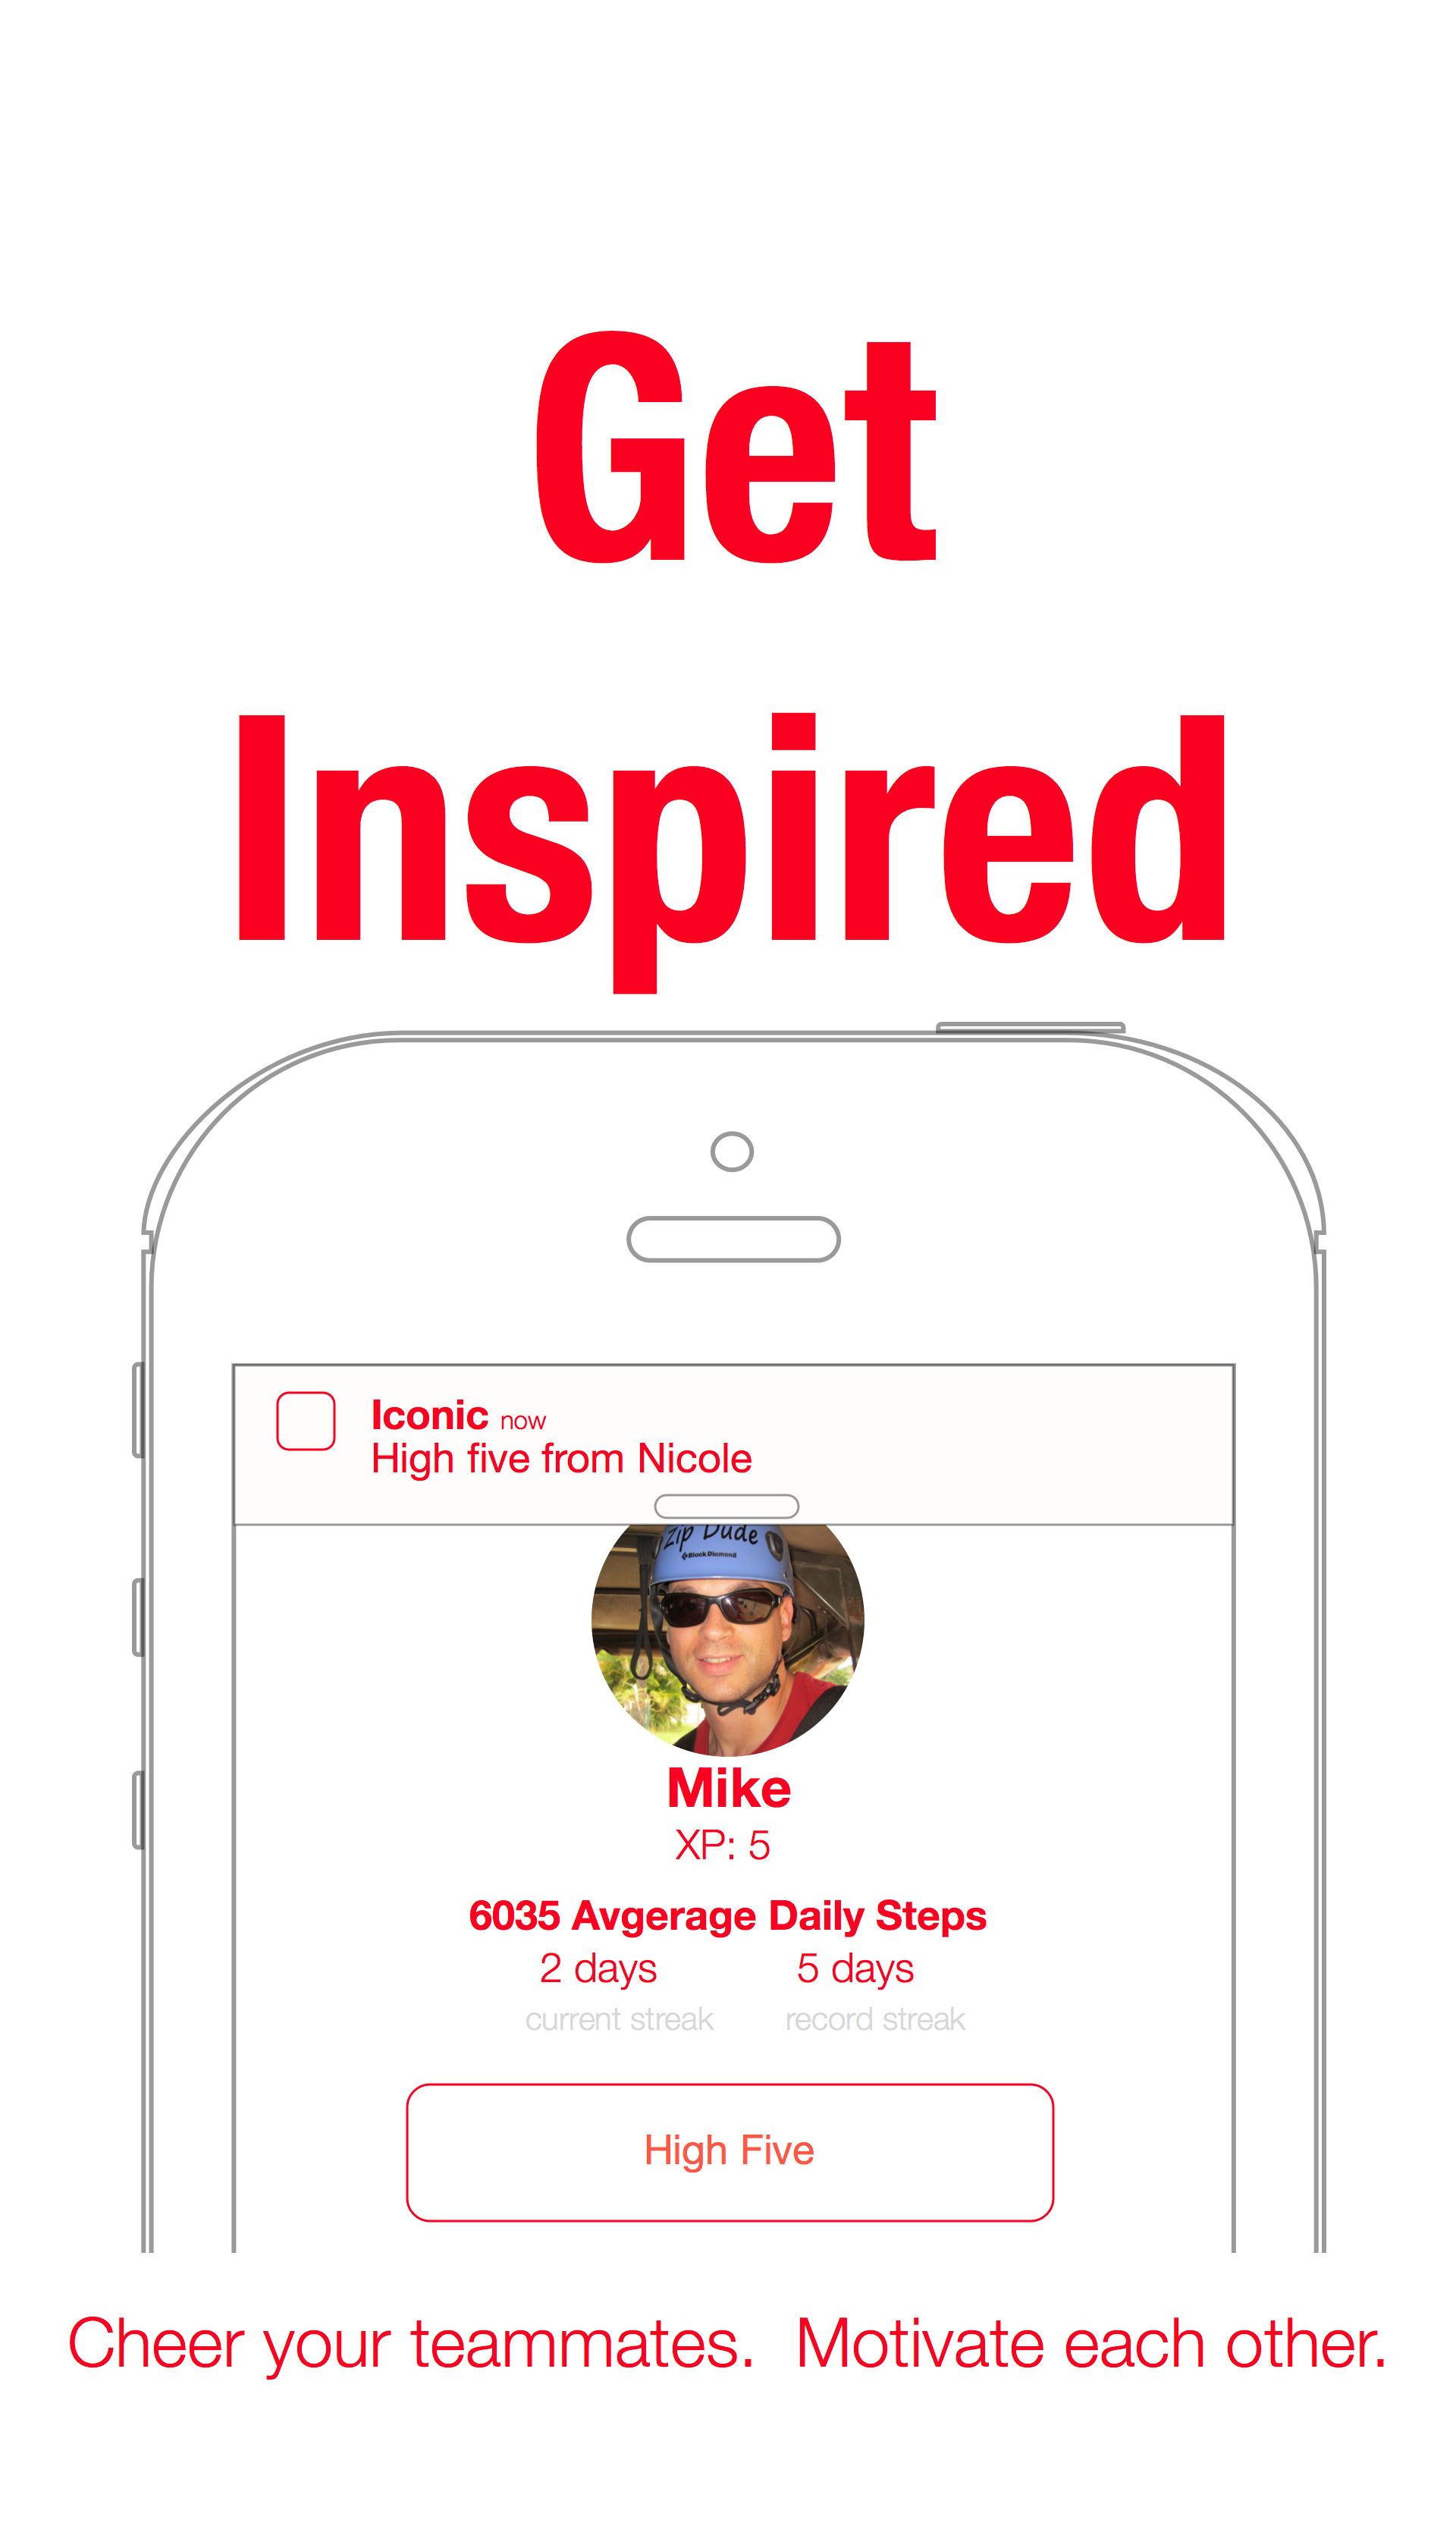 Get
Inspired
Iconic now
High five from Nicole
Zip Dude
Black Diamond
Mike
XP: 5
6035 Avgerage Daily Steps
2 days 5 days
current streak record streak
High Five
Cheer your teammates. Motivate each other.